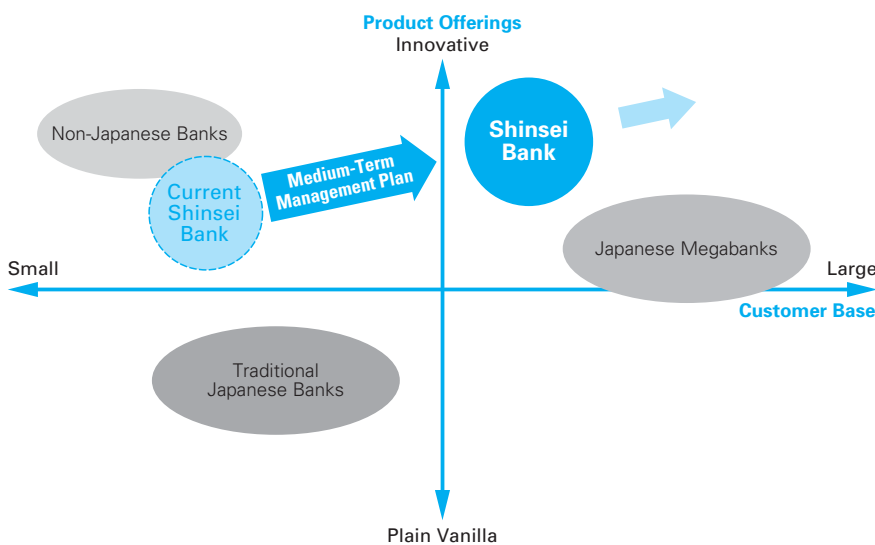 Product Offerings
Innovative
Non-Japanese Banks
Shinsei
Bank
Medium-Term
Management Plan
Current
Shinsei
Bank
Japanese Megabanks
Small
Large
Customer Base
Traditional
Japanese Banks
Plain Vanilla